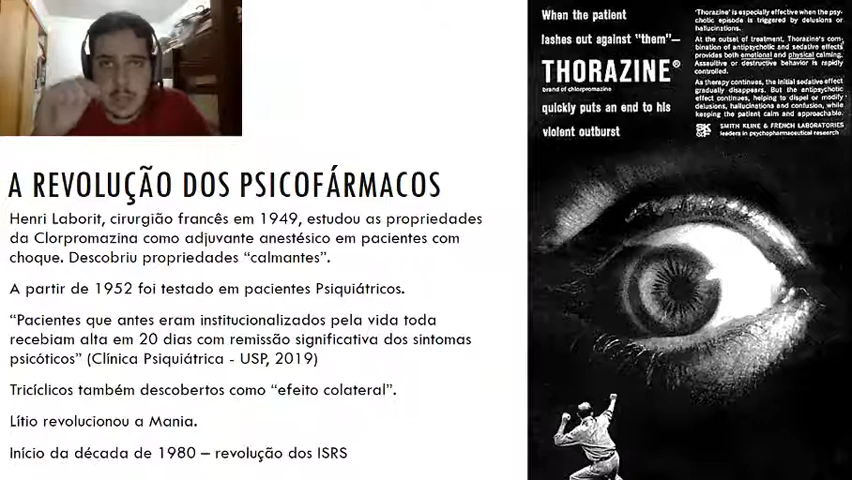 A REVOLUÇÃO DOS PSICOFÁRMACOS
Henri Laborit, cirurgião francês em 1949, estudou as propriedades
da Clorpromazina como adjuvante anestésico em pacientes com
choque. Descobriu propriedades “calmantes”.
A partir de 1952 foi testado em pacientes Psiquiátricos.
“Pacientes que antes eram institucionalizados pela vida toda
recebiam alta em 20 dias com remissão significativa dos sintomas
psicóticos” (Clínica Psiquiátrica - USP, 2019)
Tricíclicos também descobertos como “efeito colateral”.
Lítio revolucionou a Mania.
Início da década de 1980 – revolução dos ISRS
When the patient
lashes out against "them"—
THORAZINE®
brand of chlorpromazine
quickly puts an end to his
violent outburst
'Thorazine' is especially effective when the psy-
chotic episode is triggered by delusions or
hallucinations.
At the outset of treatment, Thorazine's com-
bination of antipsychotic and sedative effects
provides both emotional and physical calming.
Assaultive or destructive behavior is rapidly
controlled.
As therapy continues, the initial sedative effect
gradually disappears. But the antipsychotic
effect continues, helping to dispel or modify
delusions, hallucinations and confusion, while
keeping the patient calm and approachable.
SMITH KLINE & FRENCH LABORATORIES
leaders in psychopharmaceutical research